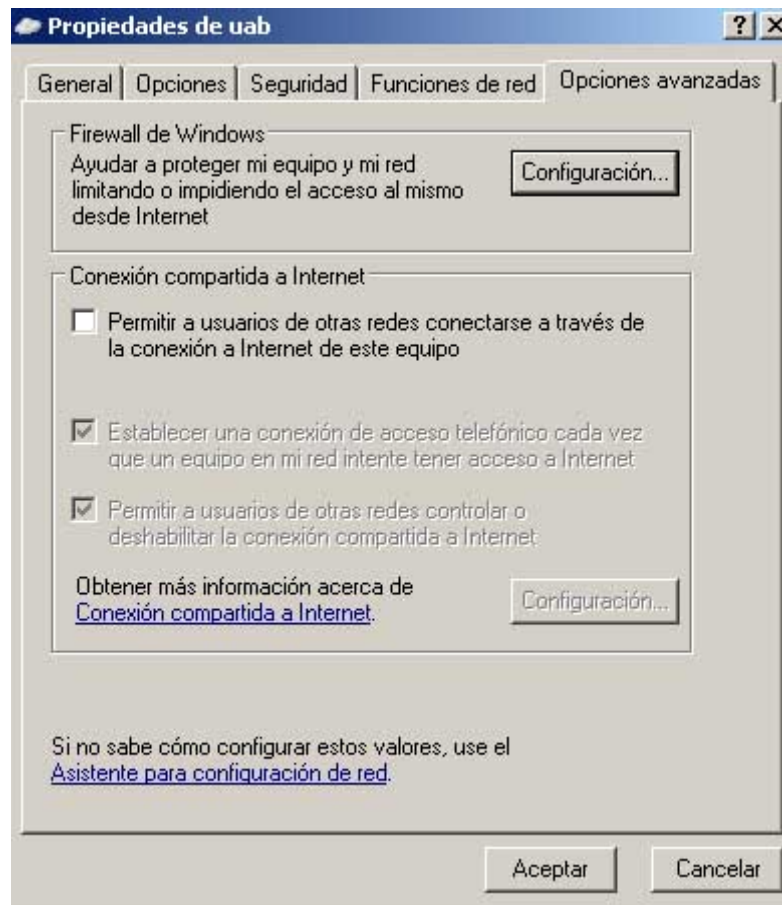 Propiedades de uab
General
Opciones
Seguridad
Funciones de red
Opciones avanzadas
Firewall de Windows
Ayudar a proteger mi equipo y mi red
limitando o impidiendo el acceso al mismo
desde Internet
Configuración...
Conexión compartida a Internet
Permitir a usuarios de otras redes conectarse a través de
la conexión a Internet de este equipo
Establecer una conexión de acceso telefónico cada vez
que un equipo en mi red intente tener acceso a Internet
Permitir a usuarios de otras redes controlar o
deshabilitar la conexión compartida a Internet
Obtener más información acerca de
Conexión compartida a Internet.
Configuración...
Si no sabe cómo configurar estos valores, use el
Asistente para configuración de red.
Aceptar
Cancelar